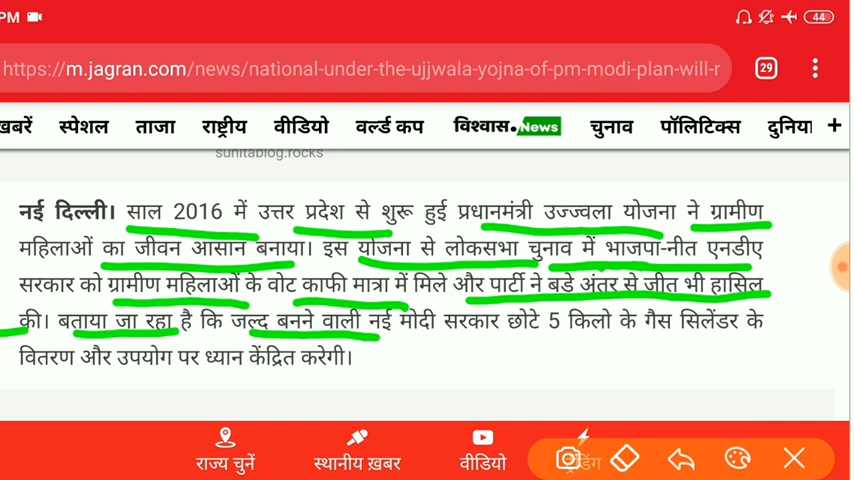 PM 44
https://m.jagran.com/news/national-under-the-ujjwala-yojna-of-pm-modi-plan-will-r 29
खबरें स्पेशल ताजा राष्ट्रीय वीडियो वर्ल्ड कप विश्वास.News चुनाव पॉलिटिक्स दुनिया +
sunitablog.rocks
नई दिल्ली। साल 2016 में उत्तर प्रदेश से शुरू हुई प्रधानमंत्री उज्ज्वला योजना ने ग्रामीण
महिलाओं का जीवन आसान बनाया। इस योजना से लोकसभा चुनाव में भाजपा-नीत एनडीए
सरकार को ग्रामीण महिलाओं के वोट काफी मात्रा में मिले और पार्टी ने बडे अंतर से जीत भी हासिल
की। बताया जा रहा है कि जल्द बनने वाली नई मोदी सरकार छोटे 5 किलो के गैस सिलेंडर के
वितरण और उपयोग पर ध्यान केंद्रित करेगी।
राज्य चुनें स्थानीय ख़बर वीडियो ट्रेंडिंग